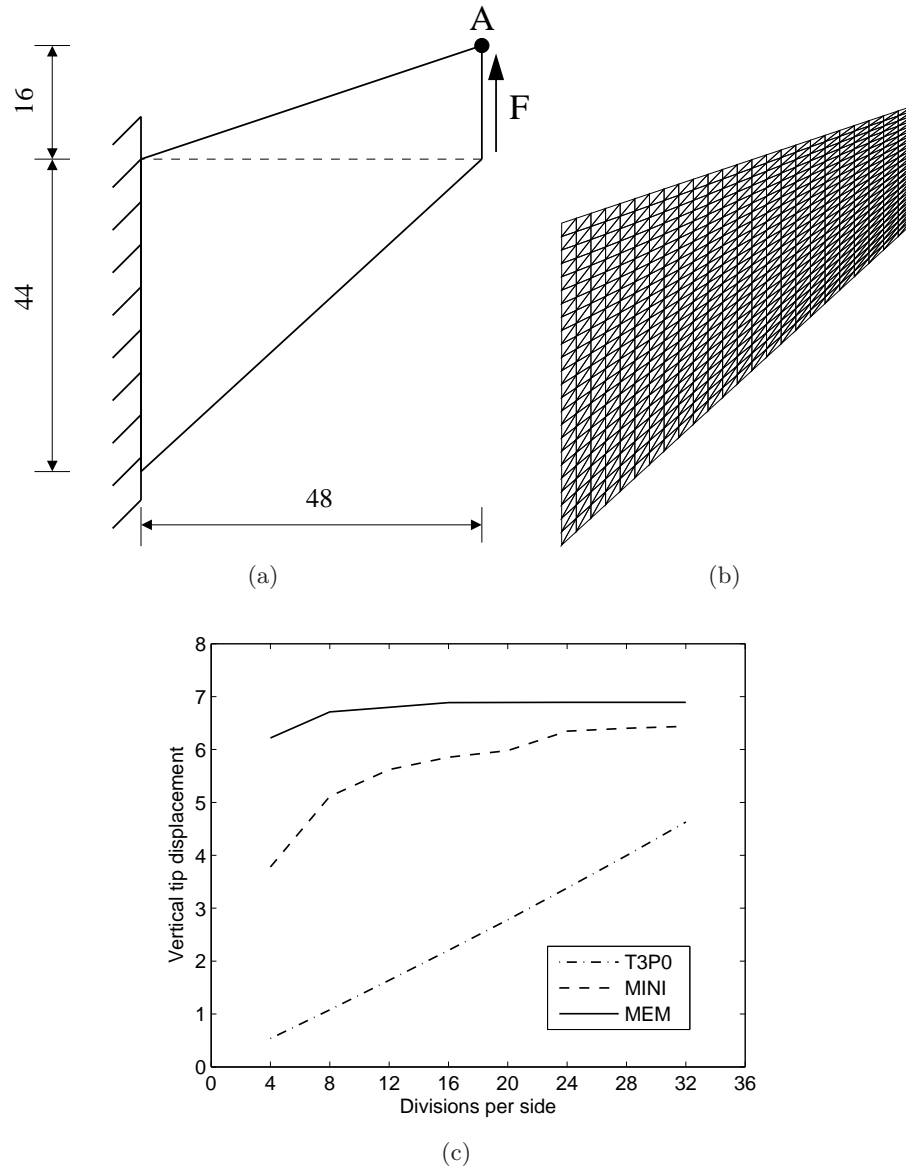 A
16
F
44
48
(a)
(b)
8
7
6
5
4
3
2
1
0
Vertical tip displacement
T3P0
MINI
MEM
0 4 8 12 16 20 24 28 32 36
Divisions per side
(c)